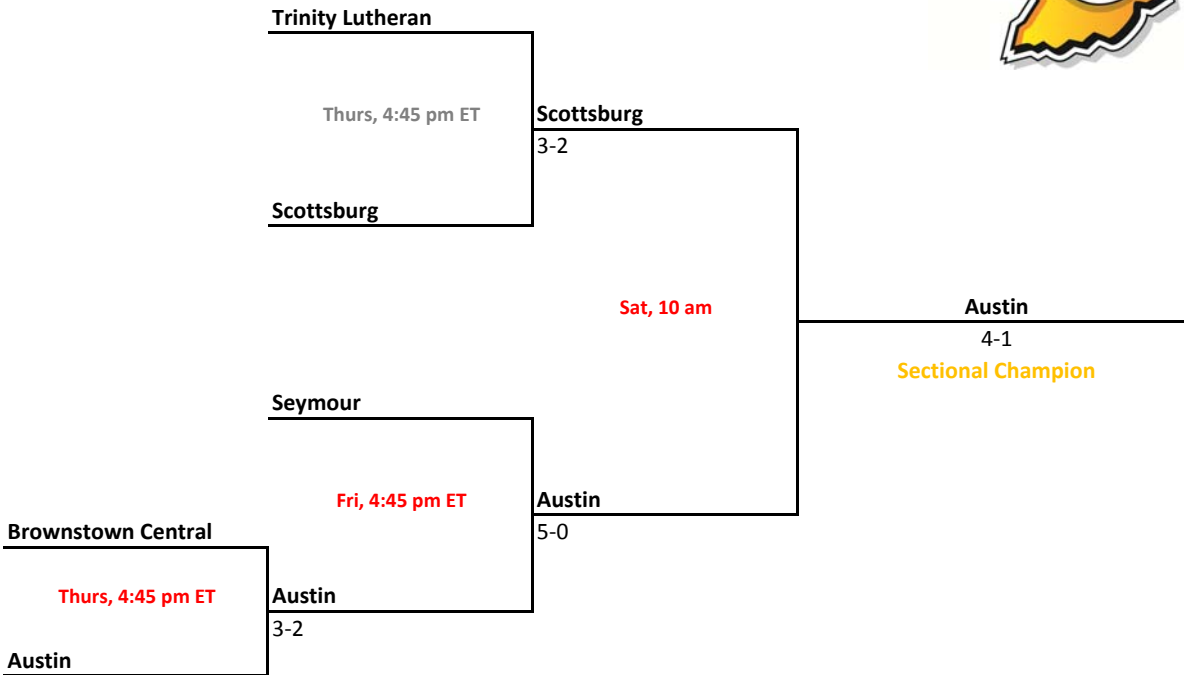 Trinity Lutheran
Thurs, 4:45 pm ET
Scottsburg
3-2
Scottsburg
Sat, 10 am
Austin
4-1
Sectional Champion
Seymour
Fri, 4:45 pm ET
Austin
5-0
Brownstown Central
Thurs, 4:45 pm ET
Austin
3-2
Austin